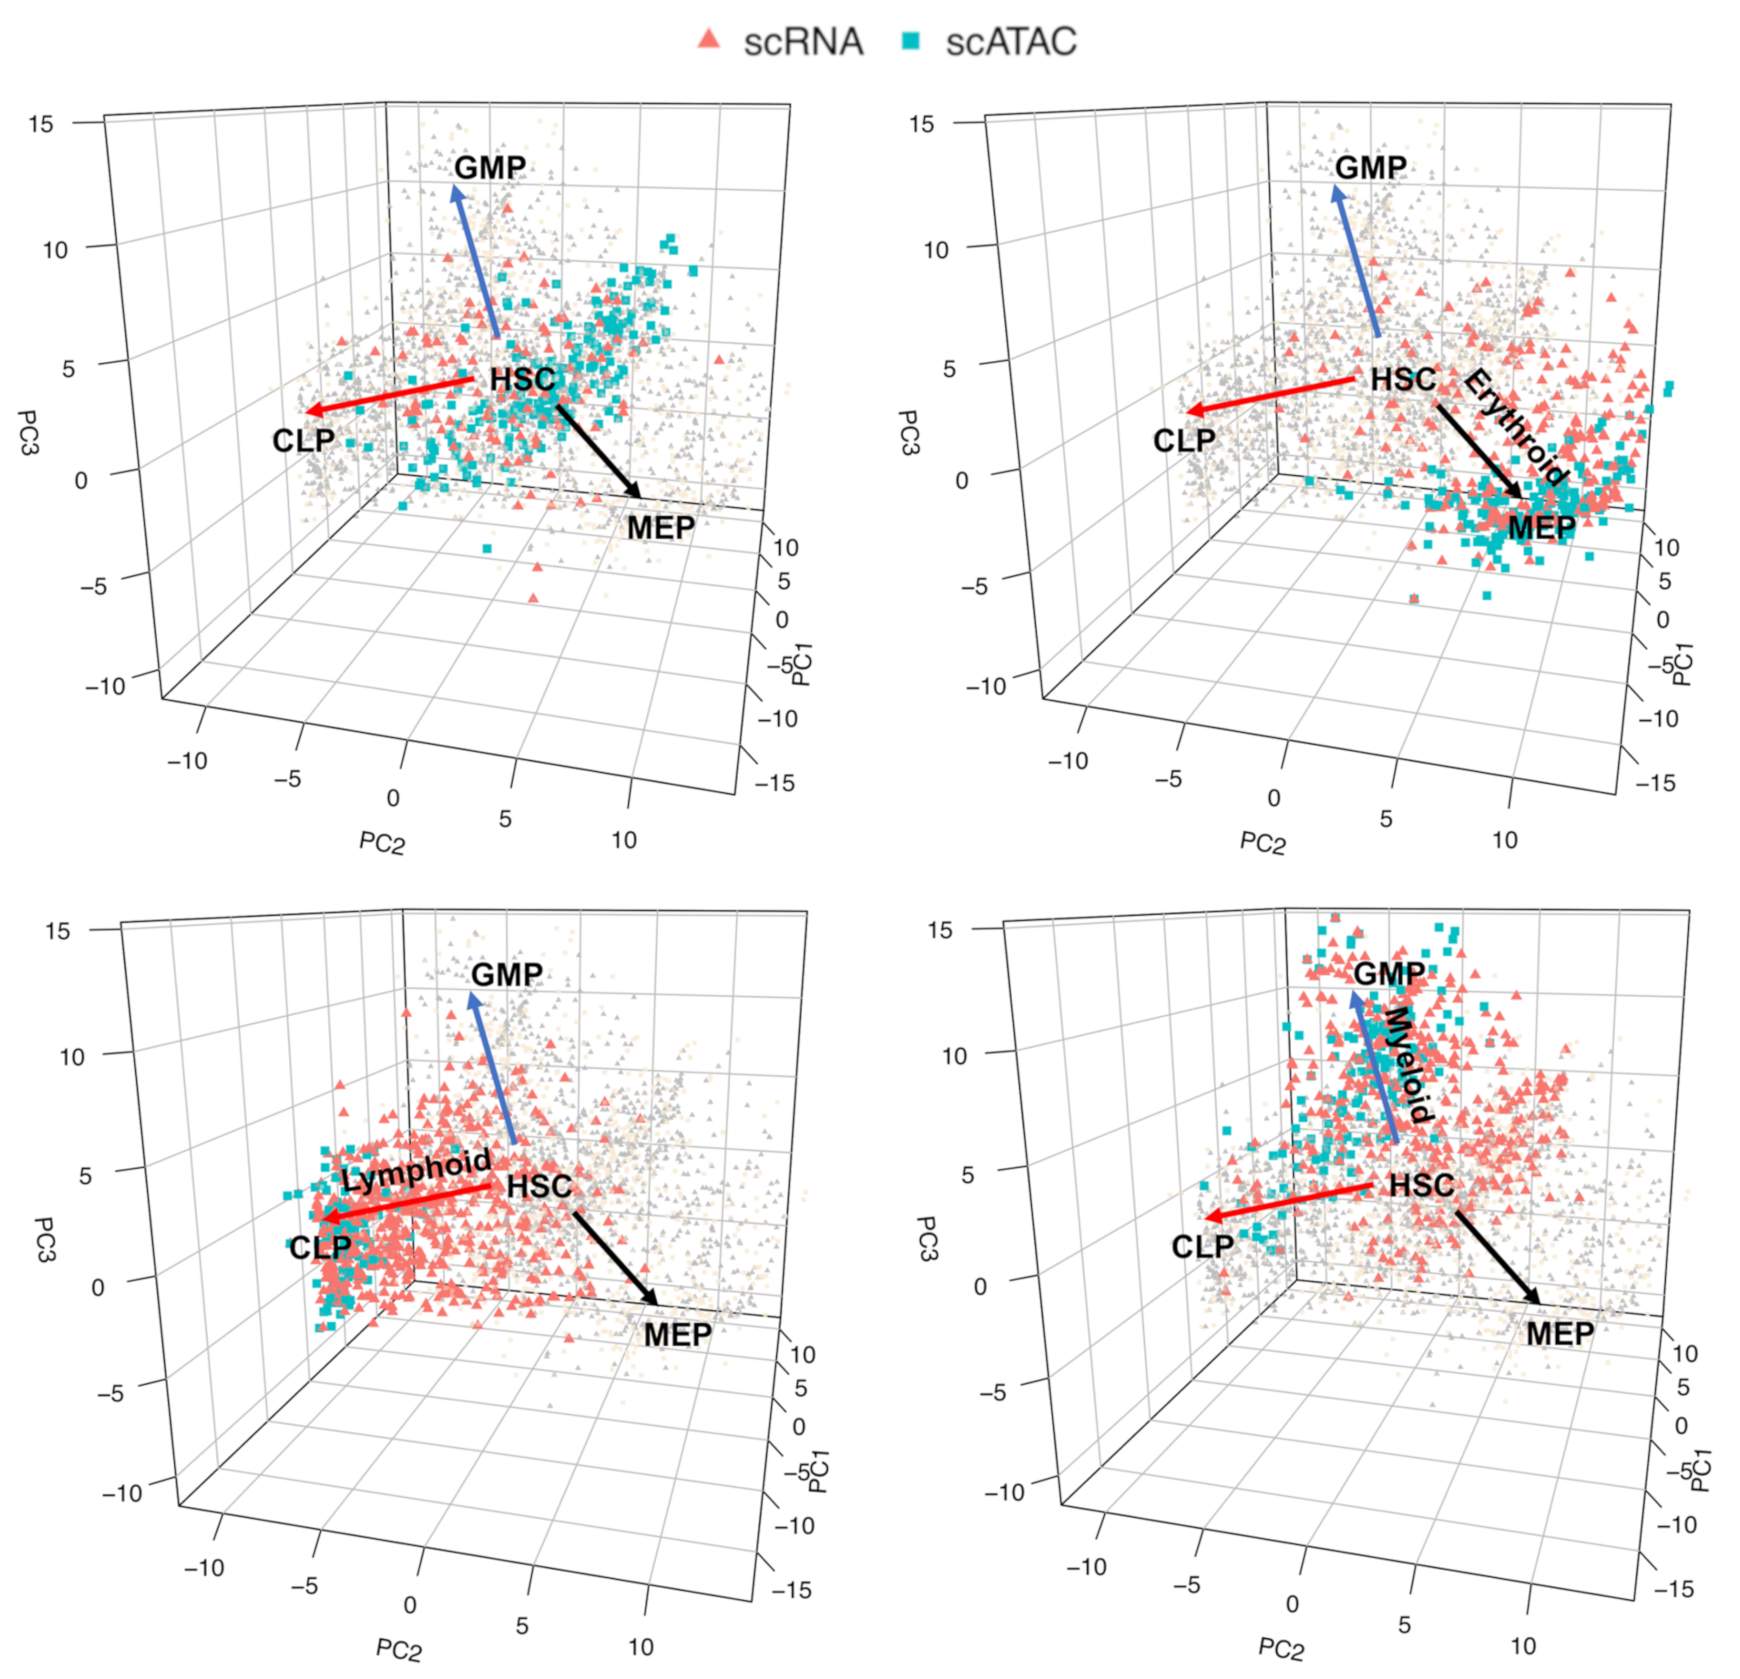 scRNA scATAC
15
10
5
0
−5
−10
PC3
GMP
HSC
CLP
MEP
−10
−5
0
5
10
PC2
10
5
0
−5
−10
−15
PC1
15
10
5
0
−5
−10
PC3
GMP
HSC
Erythroid
CLP
MEP
−10
−5
0
5
10
PC2
10
5
0
−5
−10
−15
PC1
15
10
5
0
−5
−10
PC3
GMP
Lymphoid
HSC
CLP
MEP
−10
−5
0
5
10
PC2
10
5
0
−5
−10
−15
PC1
15
10
5
0
−5
−10
PC3
GMP
Myeloid
HSC
CLP
MEP
−10
−5
0
5
10
PC2
10
5
0
−5
−10
−15
PC1